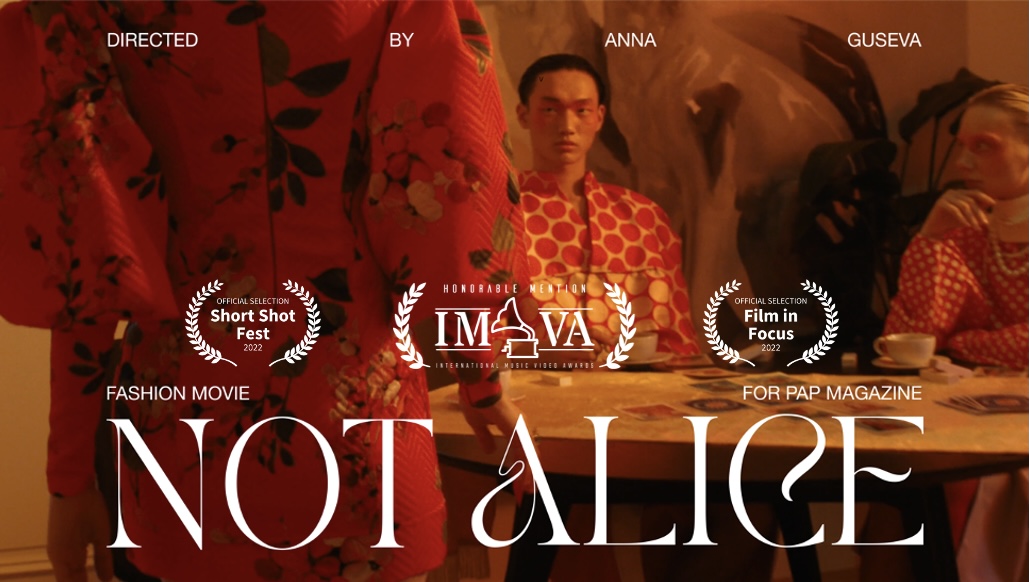 DIRECTED BY ANNA GUSEVA
OFFICIAL SELECTION
Short Shot
Fest
2022
HONORABLE MENTION
IMVA
INTERNATIONAL MUSIC VIDEO AWARDS
OFFICIAL SELECTION
Film in
Focus
2022
FASHION MOVIE
FOR PAP MAGAZINE
NOT ALICE